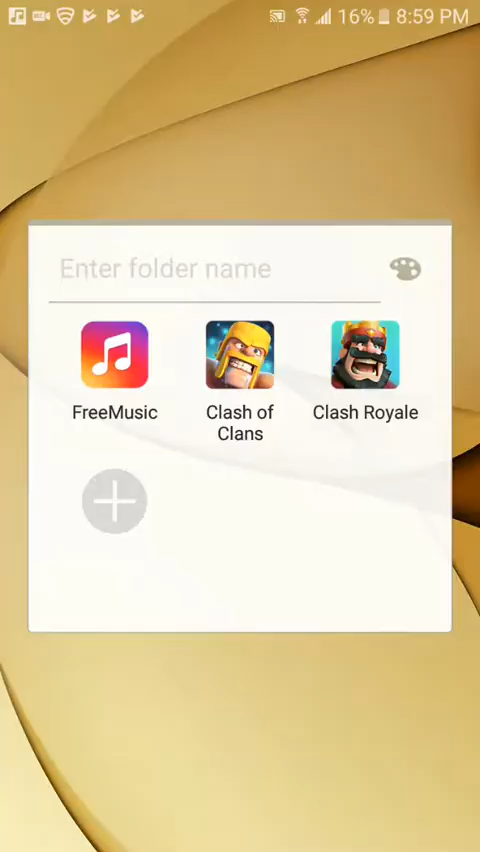 16% 8:59 PM
Enter folder name
FreeMusic
Clash of
Clans
Clash Royale